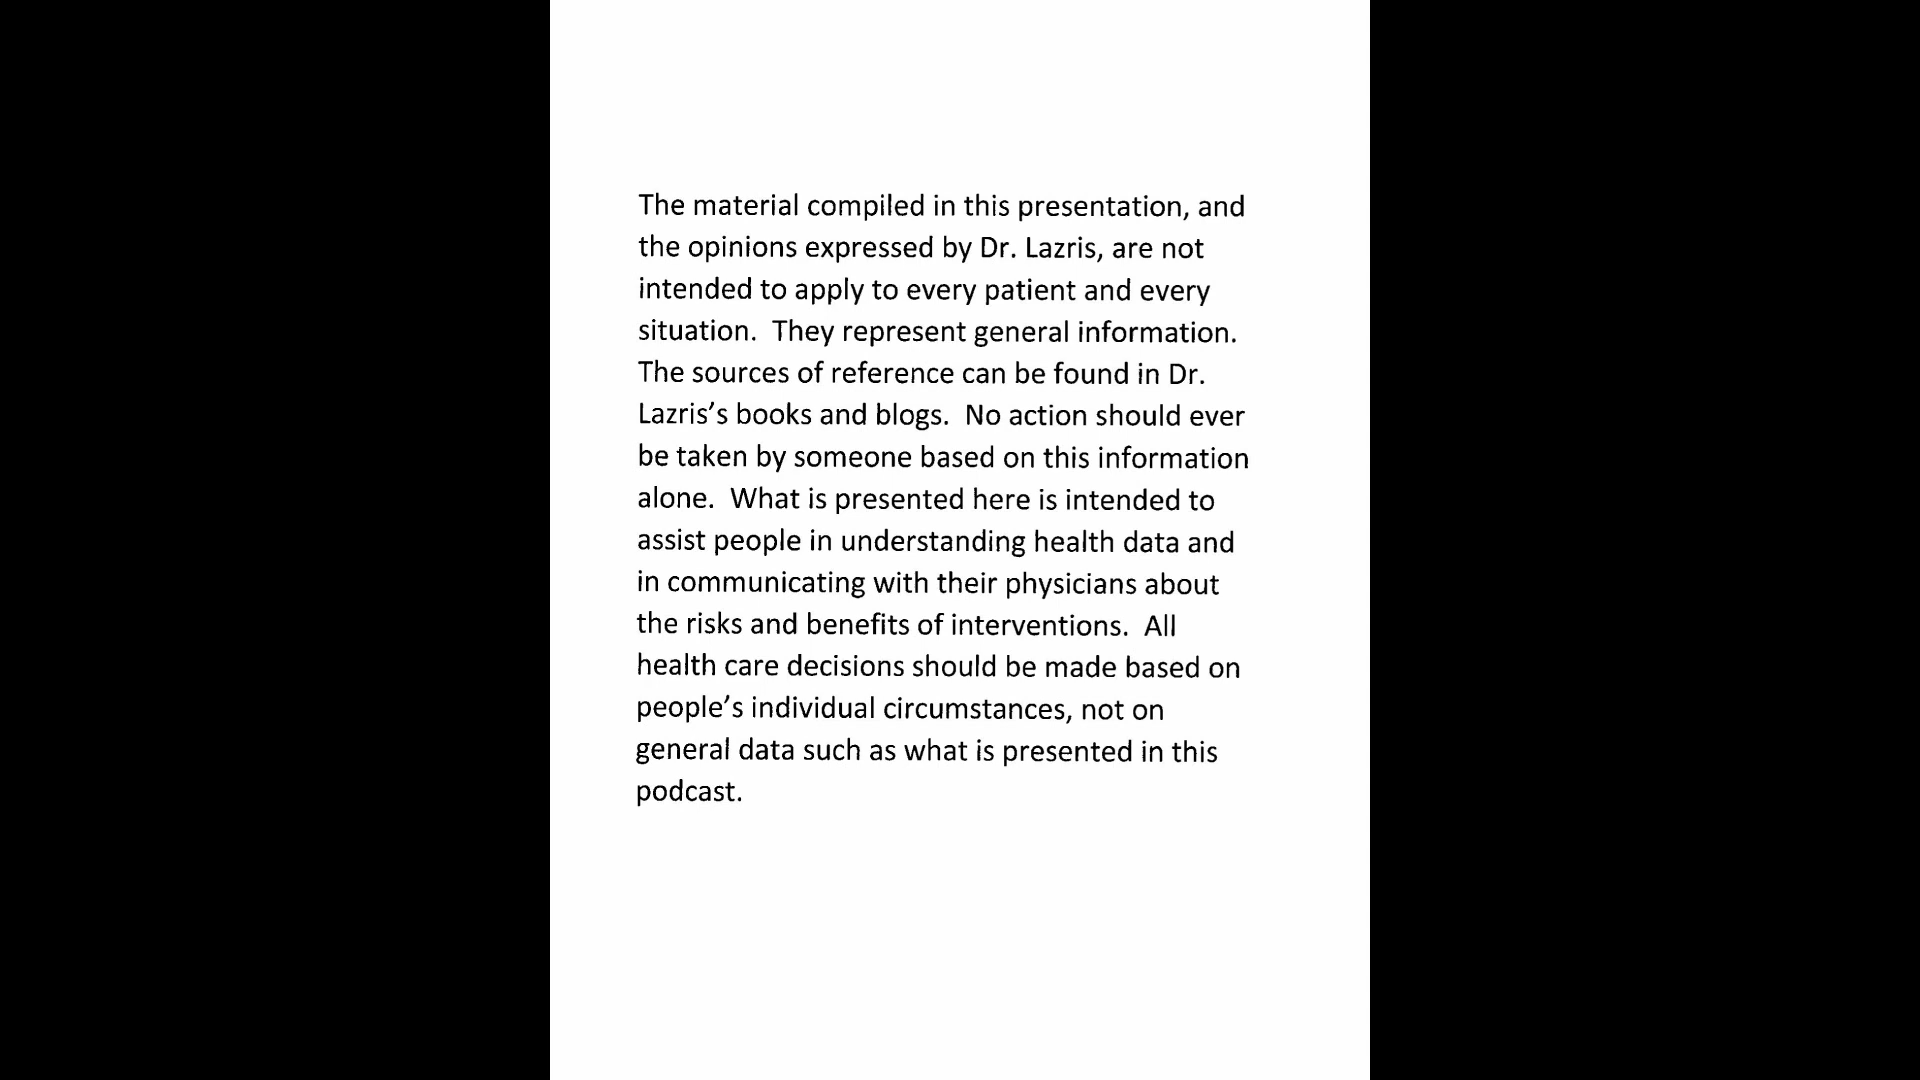 The material compiled in this presentation, and
the opinions expressed by Dr. Lazris, are not
intended to apply to every patient and every
situation.  They represent general information.
The sources of reference can be found in Dr.
Lazris’s books and blogs.  No action should ever
be taken by someone based on this information
alone.  What is presented here is intended to
assist people in understanding health data and
in communicating with their physicians about
the risks and benefits of interventions.  All
health care decisions should be made based on
people’s individual circumstances, not on
general data such as what is presented in this
podcast.